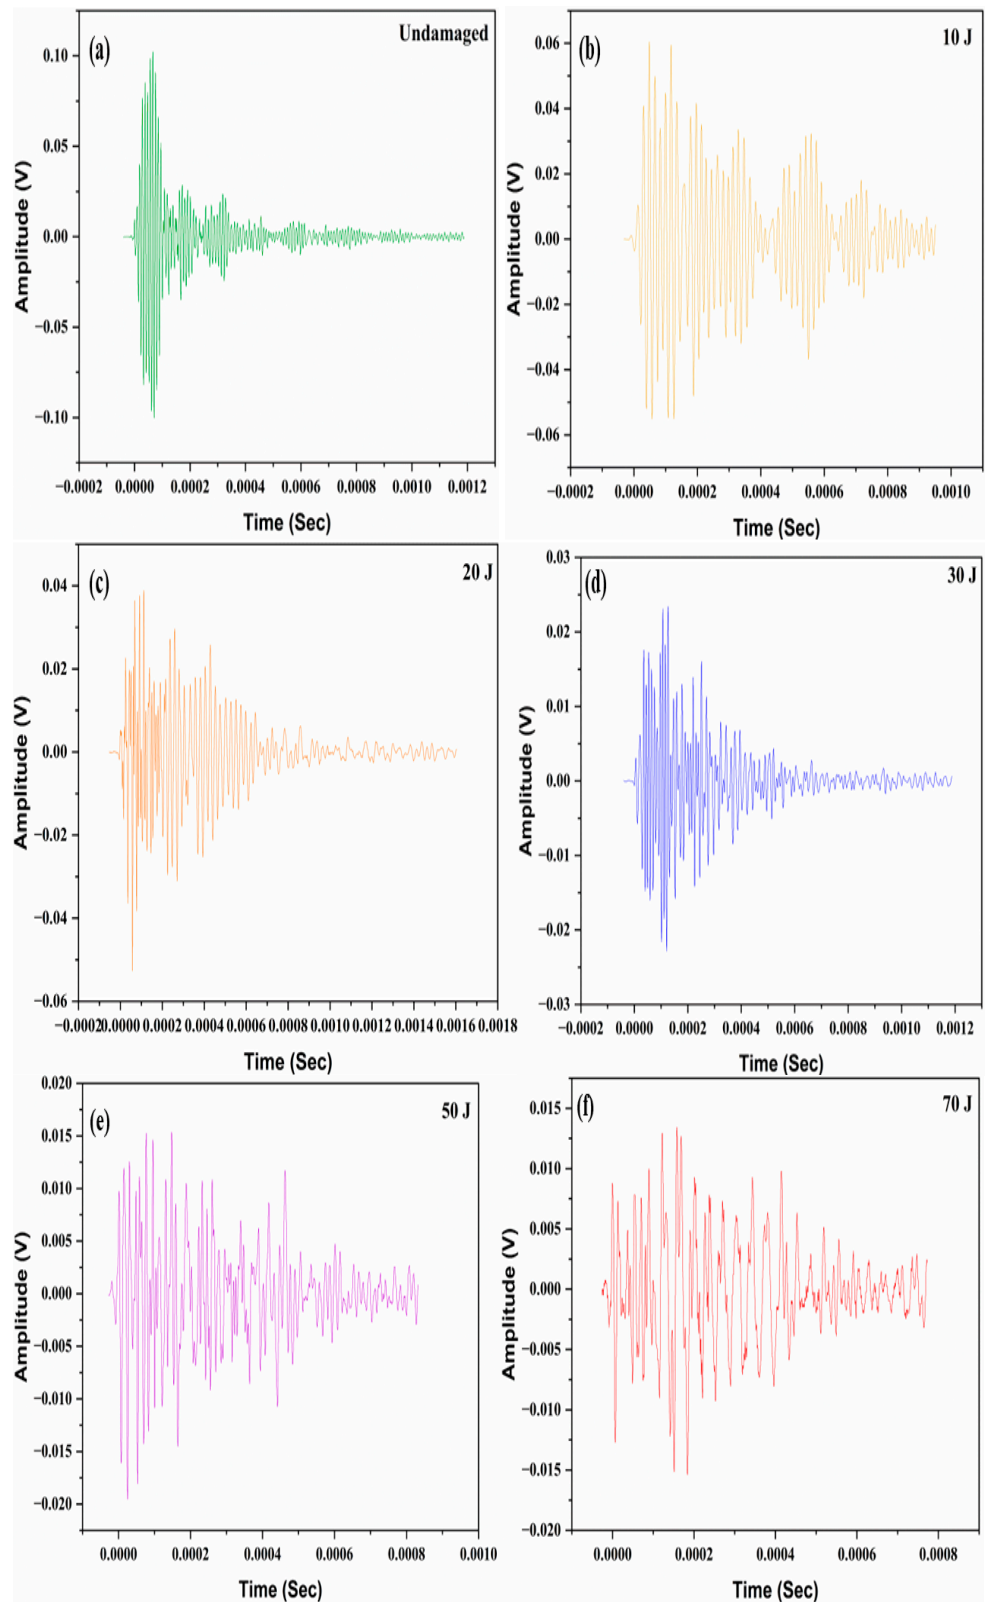 (a)
Undamaged
Amplitude (V)
0.10
0.05
0.00
−0.05
−0.10
−0.0002 0.0000 0.0002 0.0004 0.0006 0.0008 0.0010 0.0012
Time (Sec)
(b)
10 J
Amplitude (V)
0.06
0.04
0.02
0.00
−0.02
−0.04
−0.06
−0.0002 0.0000 0.0002 0.0004 0.0006 0.0008 0.0010
Time (Sec)
(c)
20 J
Amplitude (V)
0.04
0.02
0.00
−0.02
−0.04
−0.06
−0.0002 0.0000 0.0002 0.0004 0.0006 0.0008 0.0010 0.0012 0.0014 0.0016 0.0018
Time (Sec)
(d)
30 J
Amplitude (V)
0.03
0.02
0.01
0.00
−0.01
−0.02
−0.03
−0.0002 0.0000 0.0002 0.0004 0.0006 0.0008 0.0010 0.0012
Time (Sec)
(e)
50 J
Amplitude (V)
0.020
0.015
0.010
0.005
0.000
−0.005
−0.010
−0.015
−0.020
0.0000 0.0002 0.0004 0.0006 0.0008 0.0010
Time (Sec)
(f)
70 J
Amplitude (V)
0.015
0.010
0.005
0.000
−0.005
−0.010
−0.015
−0.020
0.0000 0.0002 0.0004 0.0006 0.0008
Time (Sec)